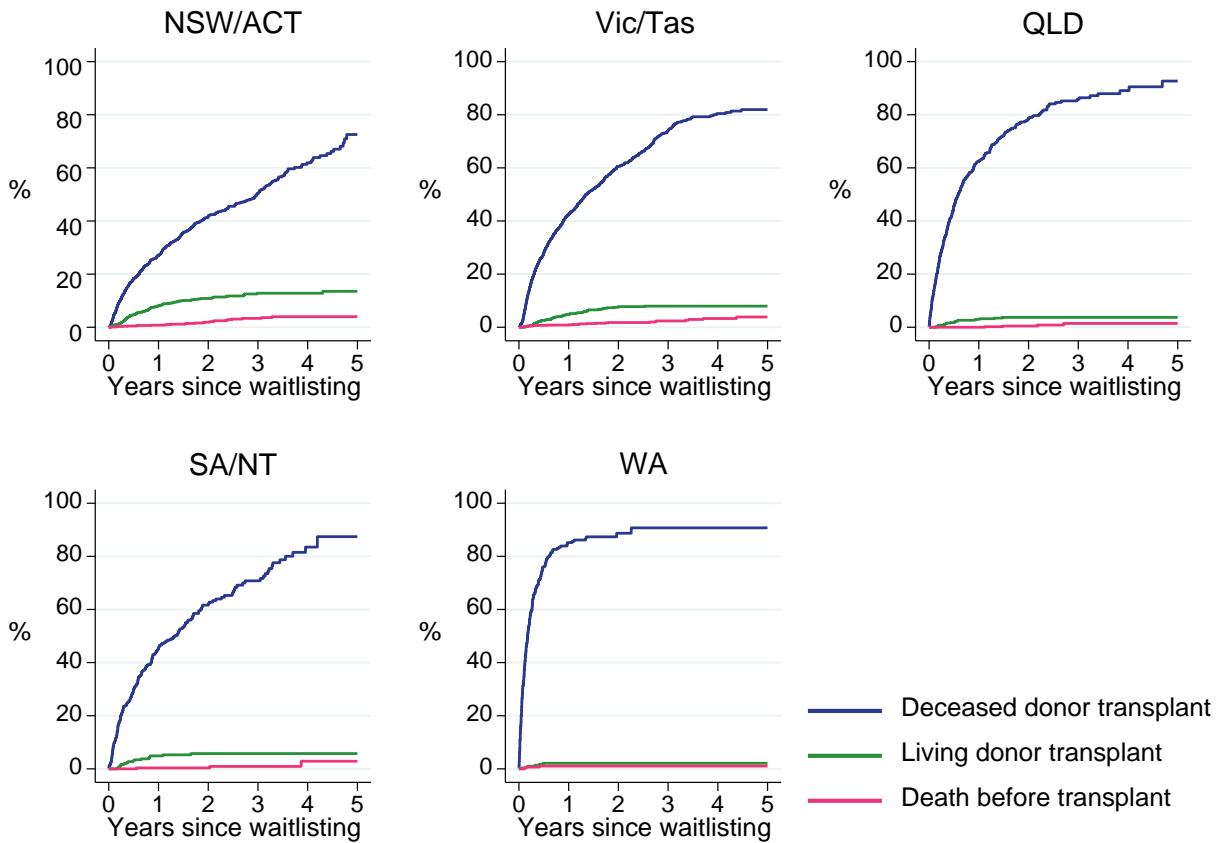 NSW/ACT
100
80
60
%
40
20
0
0 1 2 3 4 5
Years since waitlisting
Vic/Tas
100
80
60
%
40
20
0
0 1 2 3 4 5
Years since waitlisting
QLD
100
80
60
%
40
20
0
0 1 2 3 4 5
Years since waitlisting
SA/NT
100
80
60
%
40
20
0
0 1 2 3 4 5
Years since waitlisting
WA
100
80
60
%
40
20
0
0 1 2 3 4 5
Years since waitlisting
Deceased donor transplant
Living donor transplant
Death before transplant